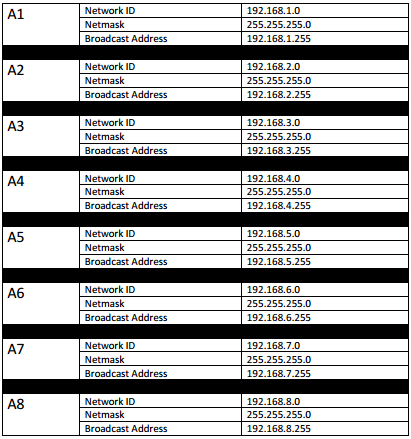 A1 Network ID 192.168.1.0
Netmask 255.255.255.0
Broadcast Address 192.168.1.255
A2 Network ID 192.168.2.0
Netmask 255.255.255.0
Broadcast Address 192.168.2.255
A3 Network ID 192.168.3.0
Netmask 255.255.255.0
Broadcast Address 192.168.3.255
A4 Network ID 192.168.4.0
Netmask 255.255.255.0
Broadcast Address 192.168.4.255
A5 Network ID 192.168.5.0
Netmask 255.255.255.0
Broadcast Address 192.168.5.255
A6 Network ID 192.168.6.0
Netmask 255.255.255.0
Broadcast Address 192.168.6.255
A7 Network ID 192.168.7.0
Netmask 255.255.255.0
Broadcast Address 192.168.7.255
A8 Network ID 192.168.8.0
Netmask 255.255.255.0
Broadcast Address 192.168.8.255